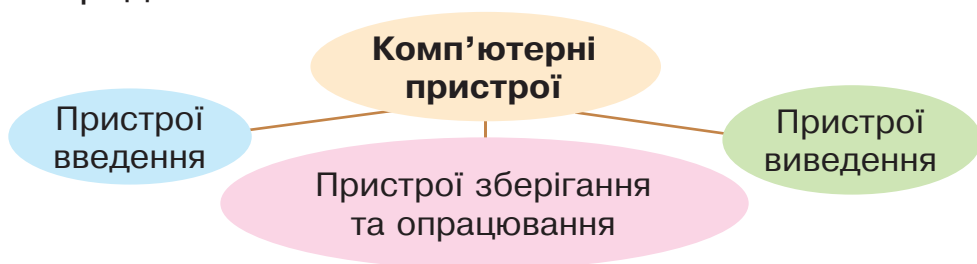 Комп’ютерні
пристрої
Пристрої
введення
Пристрої зберігання
та опрацювання
Пристрої
виведення